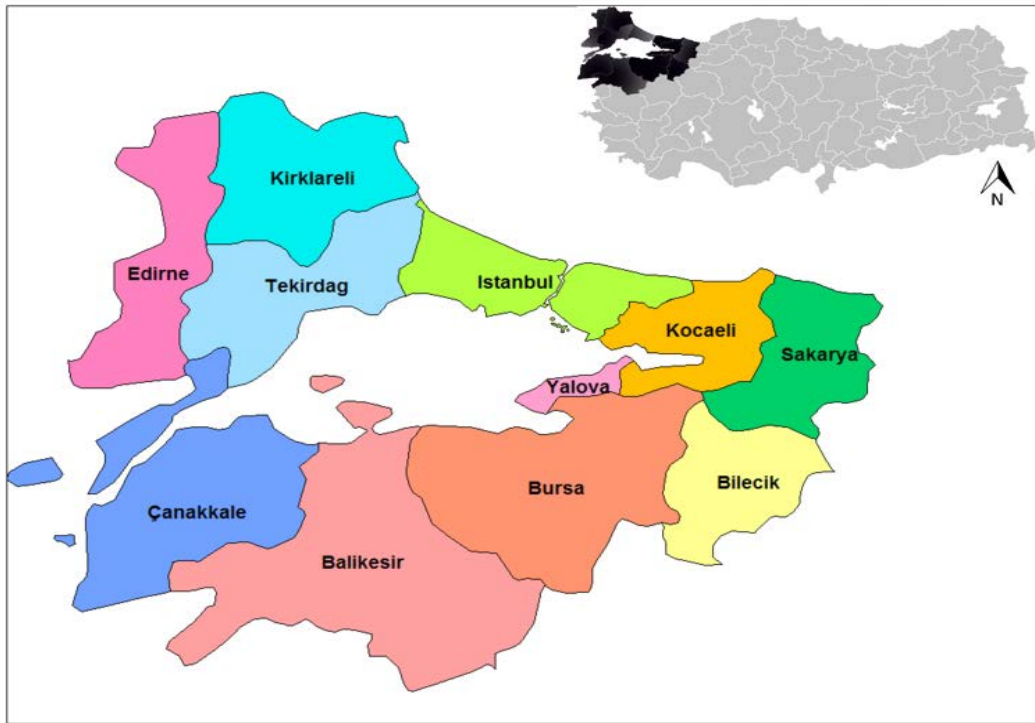 N
Kirklareli
Edirne
Tekirdag
Istanbul
Kocaeli
Sakarya
Yalova
Bilecik
Bursa
Çanakkale
Balikesir